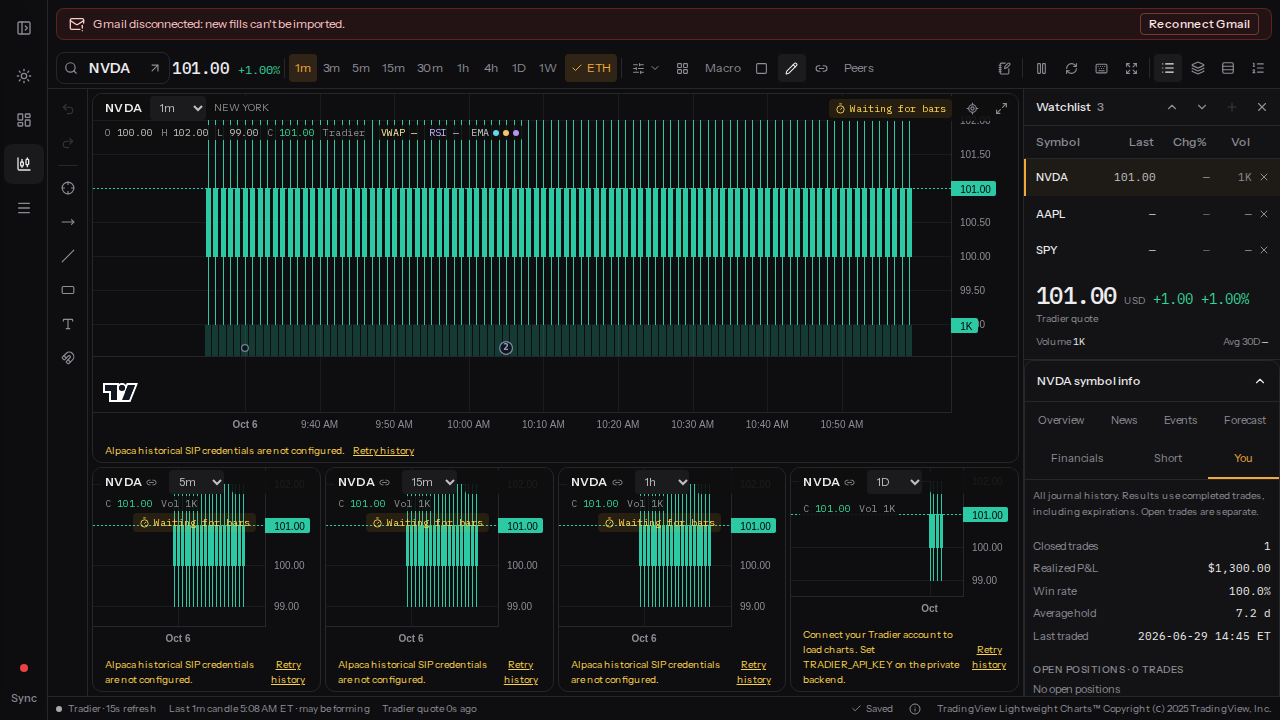 Gmail disconnected: new fills can't be imported.
Reconnect Gmail
NVDA
101.00 +1.00%
1m 3m 5m 15m 30m 1h 4h 1D 1W ETH
Macro
Peers
NVDA 1m NEW YORK
Waiting for bars
O 100.00 H 102.00 L 99.00 C 101.00 Tradier VWAP — RSI — EMA
102.00
101.50
101.00
100.50
100.00
99.50
1K
2
Oct 6 9:40 AM 9:50 AM 10:00 AM 10:10 AM 10:20 AM 10:30 AM 10:40 AM 10:50 AM
Alpaca historical SIP credentials are not configured. Retry history
NVDA 5m
C 101.00 Vol 1K
Waiting for bars
102.00
101.00
100.00
99.00
Oct 6
Alpaca historical SIP credentials are not configured.
Retry history
NVDA 15m
C 101.00 Vol 1K
Waiting for bars
102.00
101.00
100.00
99.00
Oct 6
Alpaca historical SIP credentials are not configured.
Retry history
NVDA 1h
C 101.00 Vol 1K
Waiting for bars
102.00
101.00
100.00
99.00
Oct 6
Alpaca historical SIP credentials are not configured.
Retry history
NVDA 1D
C 101.00 Vol 1K
102.00
101.00
100.00
99.00
Oct
Connect your Tradier account to load charts. Set TRADIER_API_KEY on the private backend.
Retry history
Watchlist 3
Symbol Last Chg% Vol
NVDA 101.00 — 1K
AAPL — — —
SPY — — —
101.00 USD +1.00 +1.00%
Tradier quote
Volume 1K Avg 30D —
NVDA symbol info
Overview News Events Forecast
Financials Short You
All journal history. Results use completed trades,
including expirations. Open trades are separate.
Closed trades 1
Realized P&L $1,300.00
Win rate 100.0%
Average hold 7.2 d
Last traded 2026-06-29 14:45 ET
OPEN POSITIONS · 0 TRADES
No open positions
Sync
Tradier · 15s refresh Last 1m candle 5:08 AM ET · may be forming Tradier quote 0s ago
Saved
TradingView Lightweight Charts™ Copyright (c) 2025 TradingView, Inc.